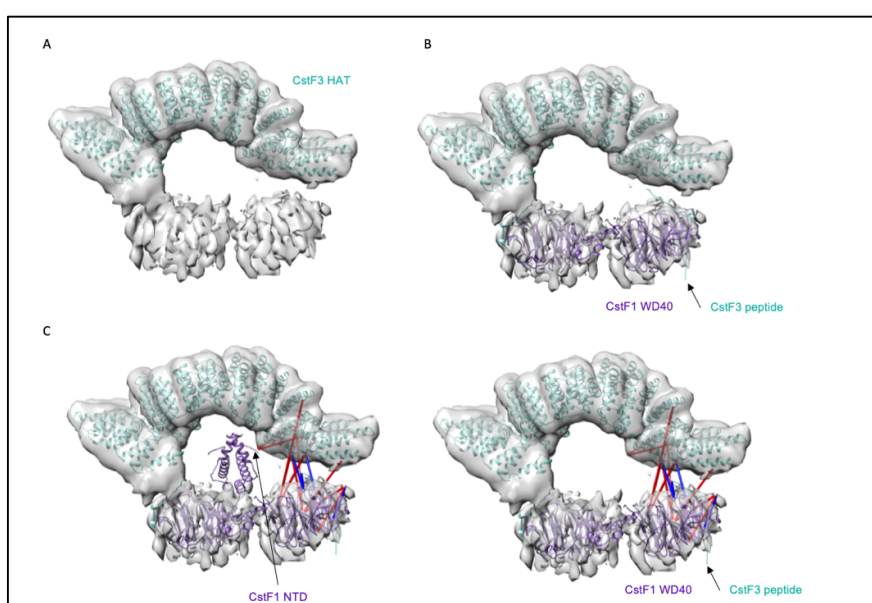 A
B
CstF3 HAT
CstF1 WD40
CstF3 peptide
C
CstF1 NTD
CstF1 WD40
CstF3 peptide